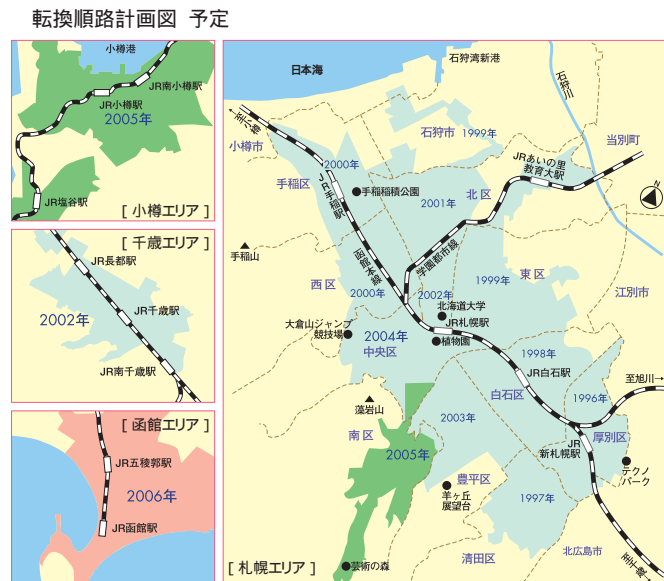 転換順路計画図 予定
小樽港
JR南小樽駅
JR小樽駅
2005年
JR塩谷駅
[ 小樽エリア ]
[ 千歳エリア ]
JR長都駅
JR千歳駅
2002年
JR南千歳駅
[ 函館エリア ]
JR五稜郭駅
2006年
JR函館駅
日本海
石狩湾新港
石狩川
←至小樽
小樽市
石狩市
1999年
当別町
JRあいの里
教育大駅
2000年
手稲区
JR手稲駅
手稲稲積公園
2001年
北区
N
手稲山
函館本線
学園都市線
西区
2000年
2002年
1999年
東区
江別市
北海道大学
大倉山ジャンプ
競技場
2004年
中央区
JR札幌駅
植物園
1998年
JR白石駅
至旭川→
白石区
1996年
藻岩山
2003年
南区
JR
新札幌駅
厚別区
2005年
テクノ
パーク
豊平区
羊ヶ丘
展望台
1997年
清田区
北広島市
至千歳
芸術の森
[ 札幌エリア ]